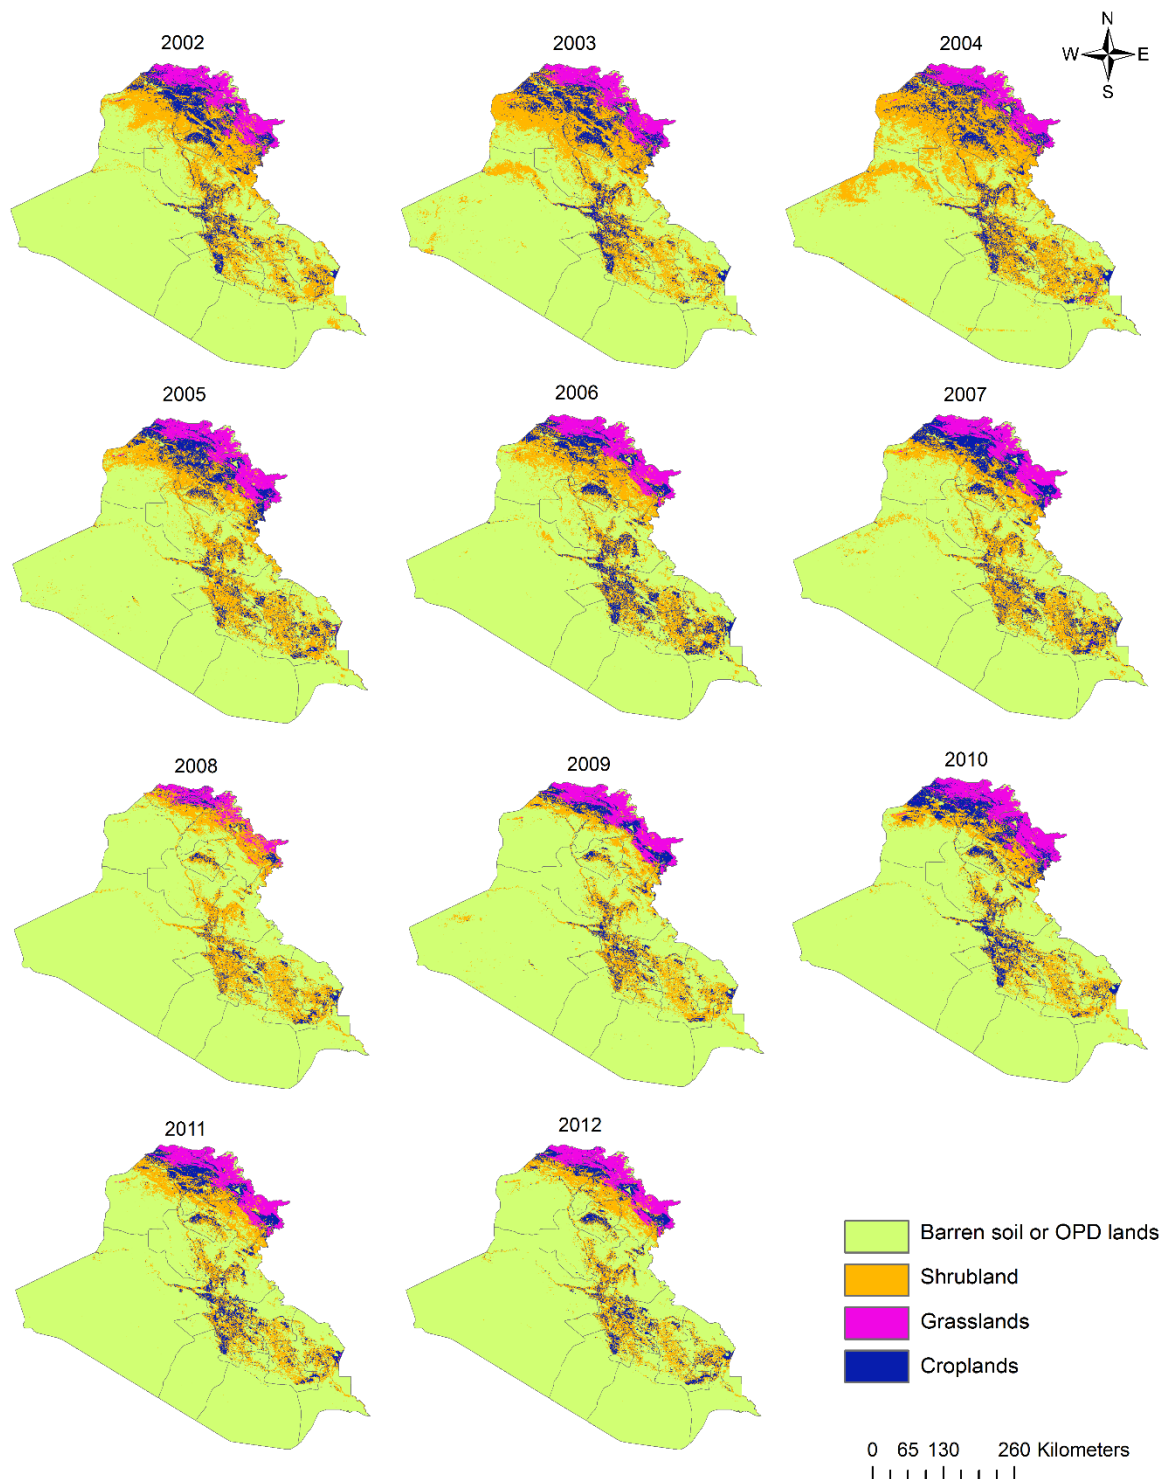 2002
2003
2004
N
W
E
S
2005
2006
2007
2008
2009
2010
2011
2012
Barren soil or OPD lands
Shrubland
Grasslands
Croplands
0 65 130 260 Kilometers